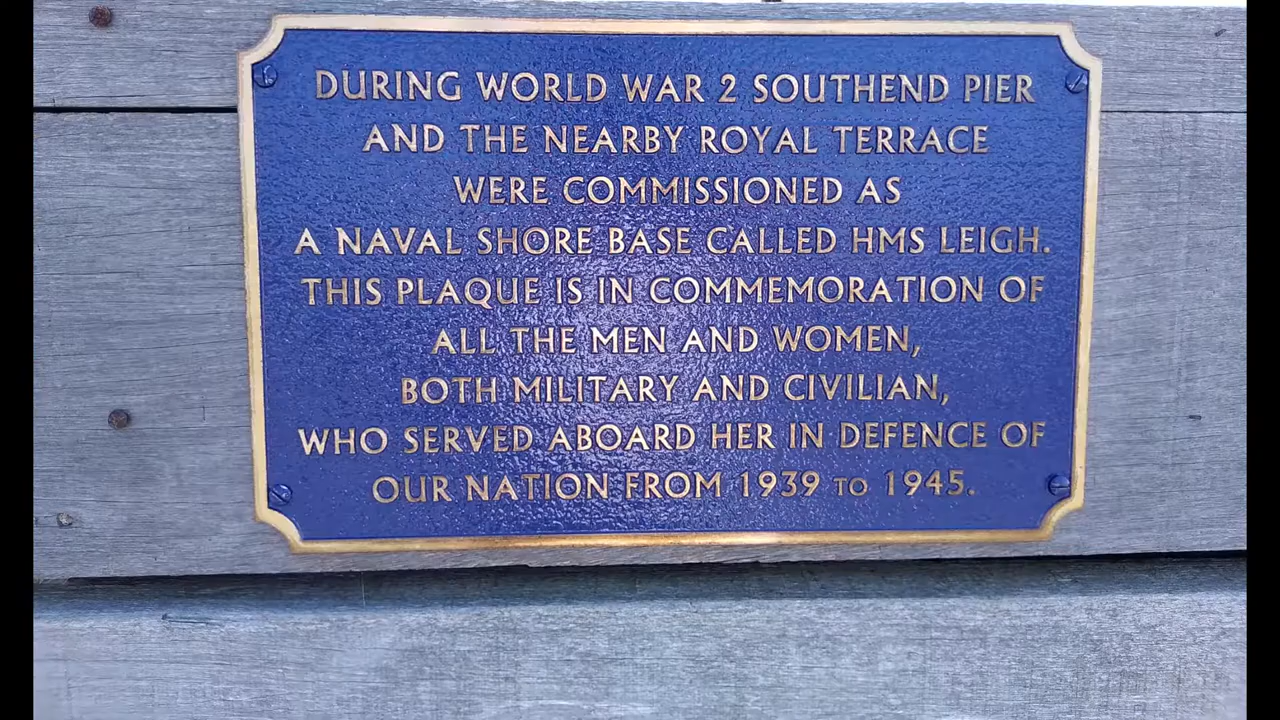 DURING WORLD WAR 2 SOUTHEND PIER
AND THE NEARBY ROYAL TERRACE
WERE COMMISSIONED AS
A NAVAL SHORE BASE CALLED HMS LEIGH.
THIS PLAQUE IS IN COMMEMORATION OF
ALL THE MEN AND WOMEN,
BOTH MILITARY AND CIVILIAN,
WHO SERVED ABOARD HER IN DEFENCE OF
OUR NATION FROM 1939 TO 1945.